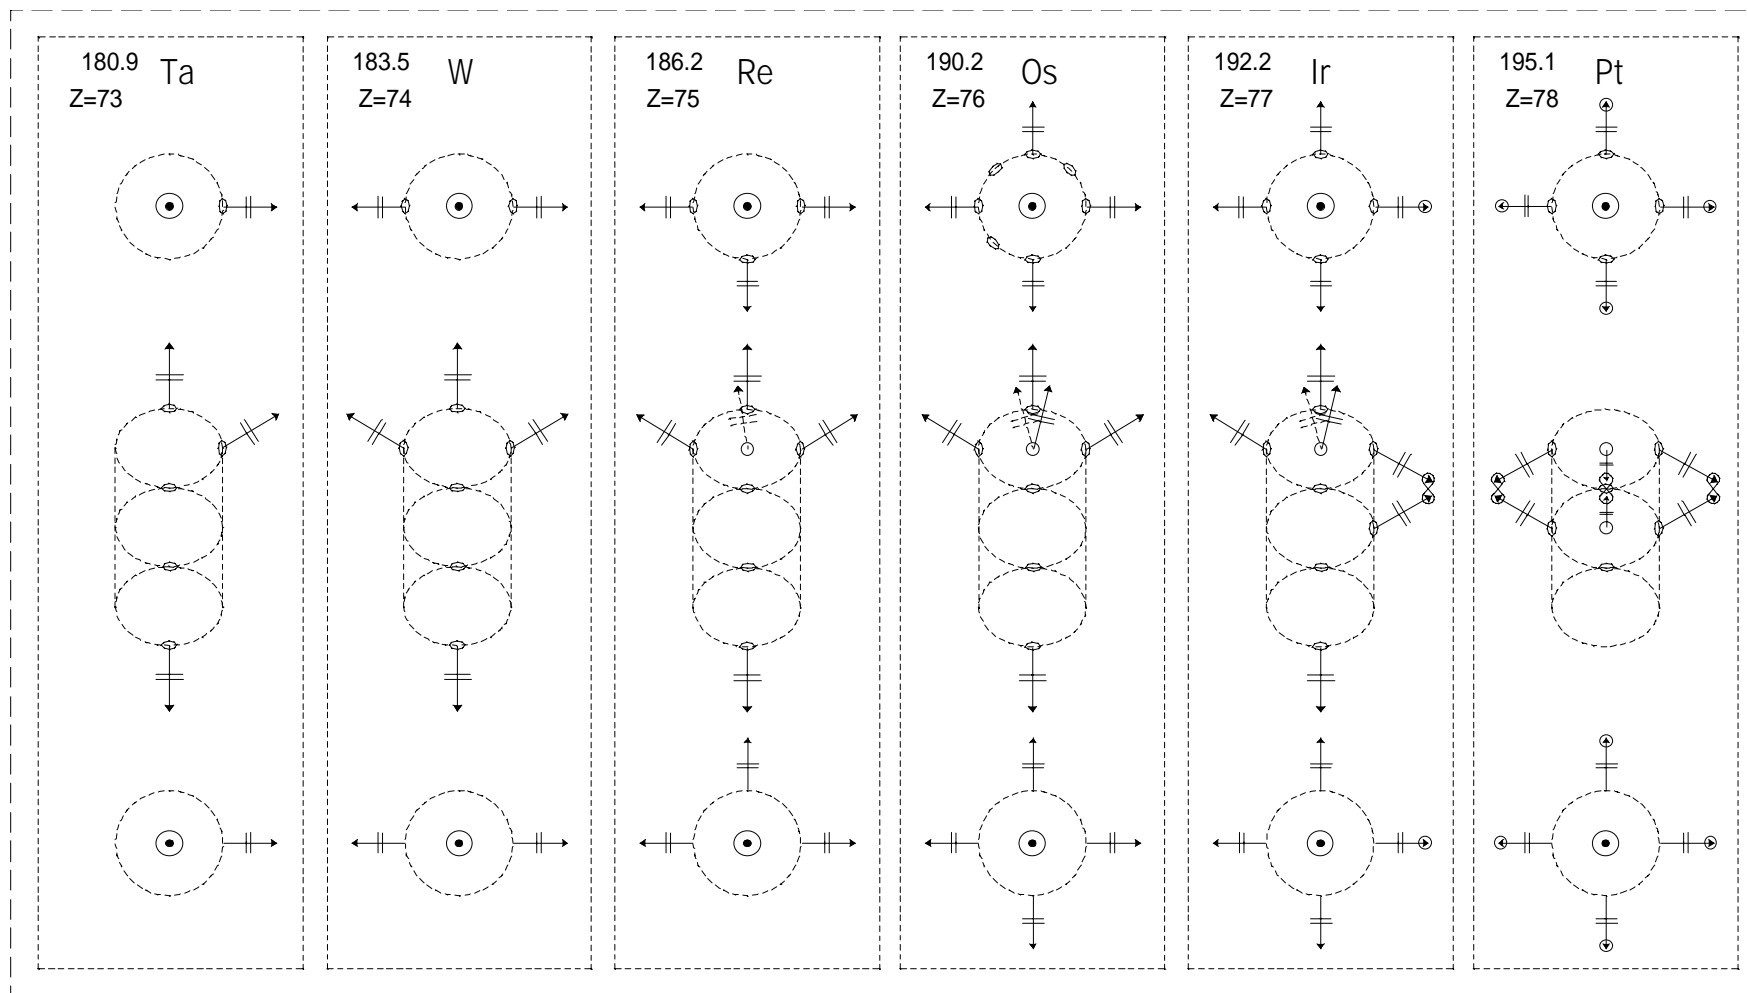 180.9 Ta
Z=73
183.5 W
Z=74
186.2 Re
Z=75
190.2 Os
Z=76
192.2 Ir
Z=77
195.1 Pt
Z=78